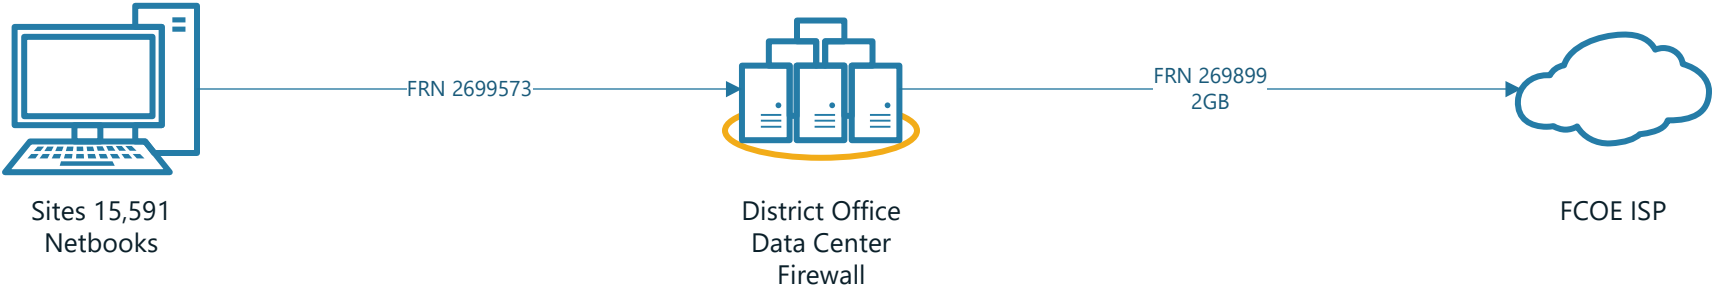 FRN 2699573
FRN 269899
2GB
Sites 15,591
Netbooks
District Office
Data Center
Firewall
FCOE ISP